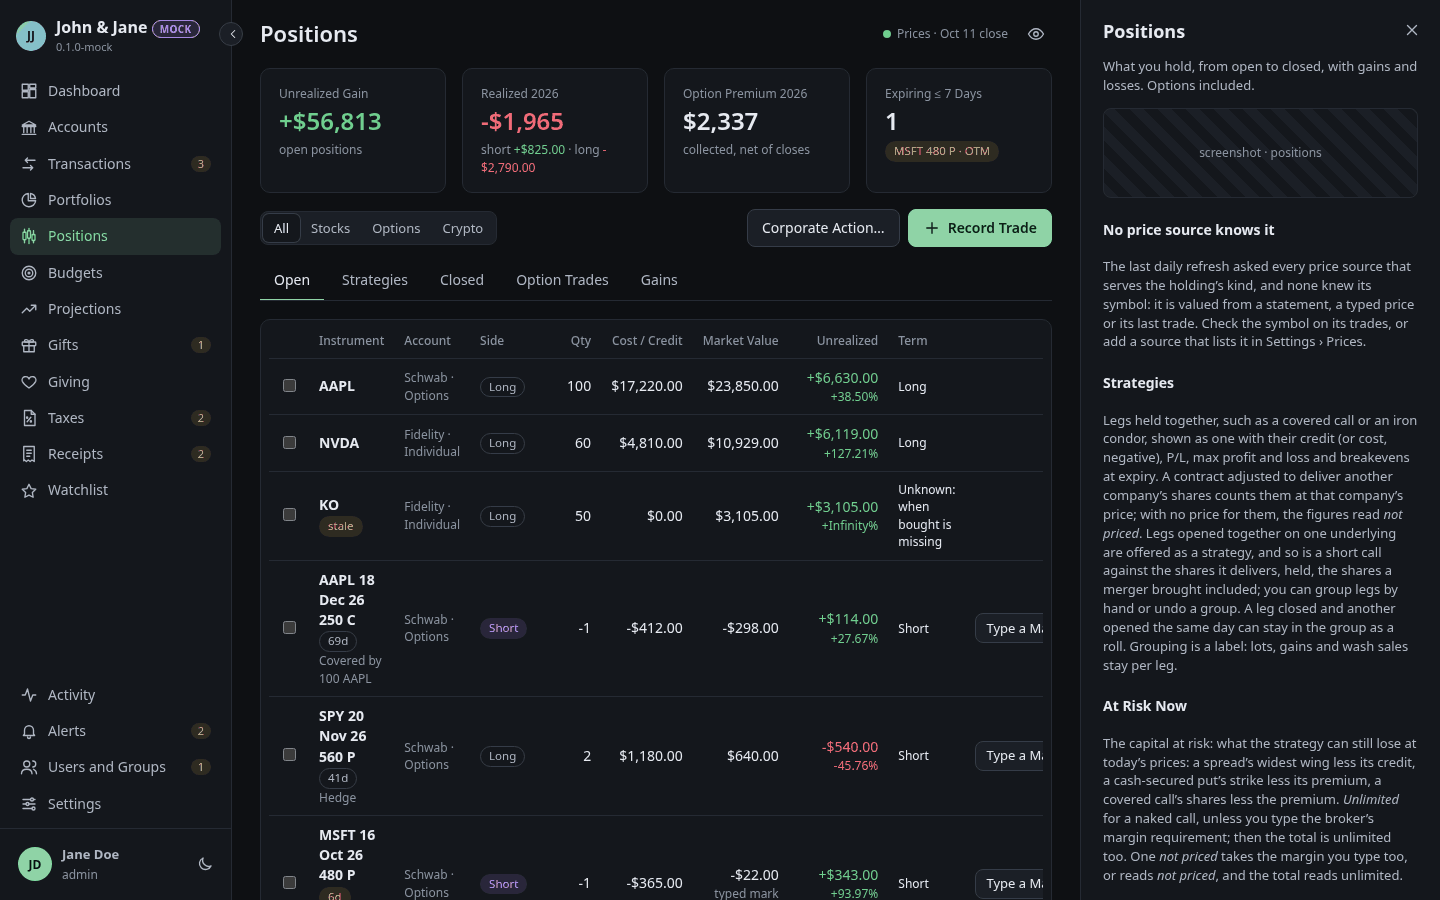 JJ
John & Jane
MOCK
0.1.0-mock
Dashboard
Accounts
Transactions
3
Portfolios
Positions
Budgets
Projections
Gifts
1
Giving
Taxes
2
Receipts
2
Watchlist
Activity
Alerts
2
Users and Groups
1
Settings
JD
Jane Doe
admin
Positions
Prices · Oct 11 close
Unrealized Gain
+$56,813
open positions
Realized 2026
-$1,965
short +$825.00 · long -
$2,790.00
Option Premium 2026
$2,337
collected, net of closes
Expiring ≤ 7 Days
1
MSFT 480 P · OTM
All
Stocks
Options
Crypto
Corporate Action...
Record Trade
Open
Strategies
Closed
Option Trades
Gains
Instrument
Account
Side
Qty
Cost / Credit
Market Value
Unrealized
Term
AAPL
Schwab ·
Options
Long
100
$17,220.00
$23,850.00
+$6,630.00
+38.50%
Long
NVDA
Fidelity ·
Individual
Long
60
$4,810.00
$10,929.00
+$6,119.00
+127.21%
Long
KO
stale
Fidelity ·
Individual
Long
50
$0.00
$3,105.00
+$3,105.00
+Infinity%
Unknown:
when
bought is
missing
AAPL 18
Dec 26
250 C
69d
Covered by
100 AAPL
Schwab ·
Options
Short
-1
-$412.00
-$298.00
+$114.00
+27.67%
Short
Type a Ma
SPY 20
Nov 26
560 P
41d
Hedge
Schwab ·
Options
Long
2
$1,180.00
$640.00
-$540.00
-45.76%
Short
Type a Ma
MSFT 16
Oct 26
480 P
6d
Schwab ·
Options
Short
-1
-$365.00
-$22.00
typed mark
+$343.00
+93.97%
Short
Type a Ma
Positions
What you hold, from open to closed, with gains and
losses. Options included.
screenshot · positions
No price source knows it
The last daily refresh asked every price source that
serves the holding's kind, and none knew its
symbol: it is valued from a statement, a typed price
or its last trade. Check the symbol on its trades, or
add a source that lists it in Settings › Prices.
Strategies
Legs held together, such as a covered call or an iron
condor, shown as one with their credit (or cost,
negative), P/L, max profit and loss and breakevens
at expiry. A contract adjusted to deliver another
company's shares counts them at that company's
price; with no price for them, the figures read not
priced. Legs opened together on one underlying
are offered as a strategy, and so is a short call
against the shares it delivers, held, the shares a
merger brought included; you can group legs by
hand or undo a group. A leg closed and another
opened the same day can stay in the group as a
roll. Grouping is a label: lots, gains and wash sales
stay per leg.
At Risk Now
The capital at risk: what the strategy can still lose at
today's prices: a spread's widest wing less its credit,
a cash-secured put's strike less its premium, a
covered call's shares less the premium. Unlimited
for a naked call, unless you type the broker's
margin requirement; then the total is unlimited
too. One not priced takes the margin you type too,
or reads not priced, and the total reads unlimited.